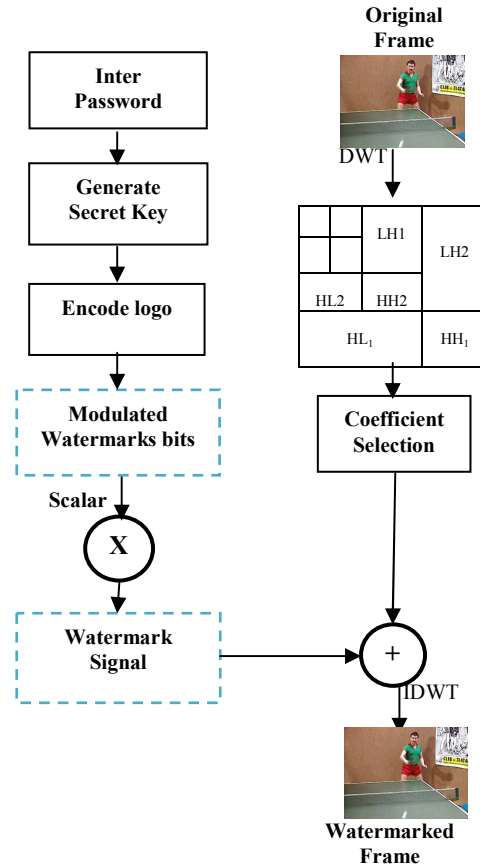 Original
Frame
Inter
Password
DWT
Generate
Secret Key
LH1
LH2
Encode logo
HL2
HH2
HL₁
HH₁
Modulated
Watermarks bits
Coefficient
Selection
Scalar
X
Watermark
Signal
+
IDWT
Watermarked
Frame